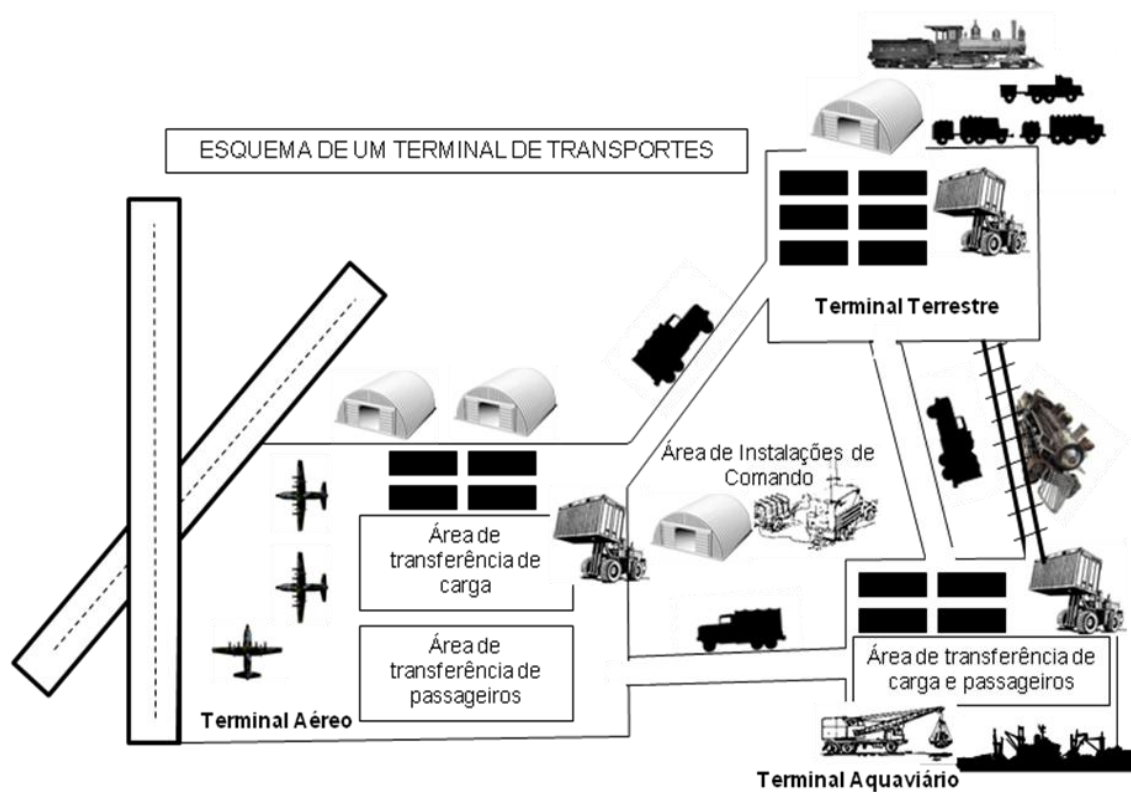 ESQUEMA DE UM TERMINAL DE TRANSPORTES
Terminal Terrestre
Área de Instalações de
Comando
Área de
transferência de
carga
Área de
transferência de
passageiros
Terminal Aéreo
Área de transferência de
carga e passageiros
Terminal Aquaviário